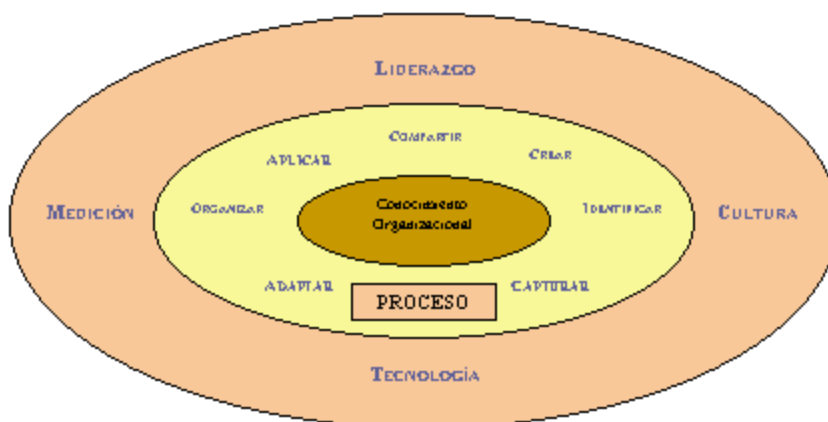 LIDERAZGO
COMPARTIR
APLICAR
CREAR
MEDICIÓN
ORGANIZAR
Conocimiento
Organizacional
IDENTIFICAR
CULTURA
ADAPTAR
CAPTURAR
PROCESO
TECNOLOGÍA